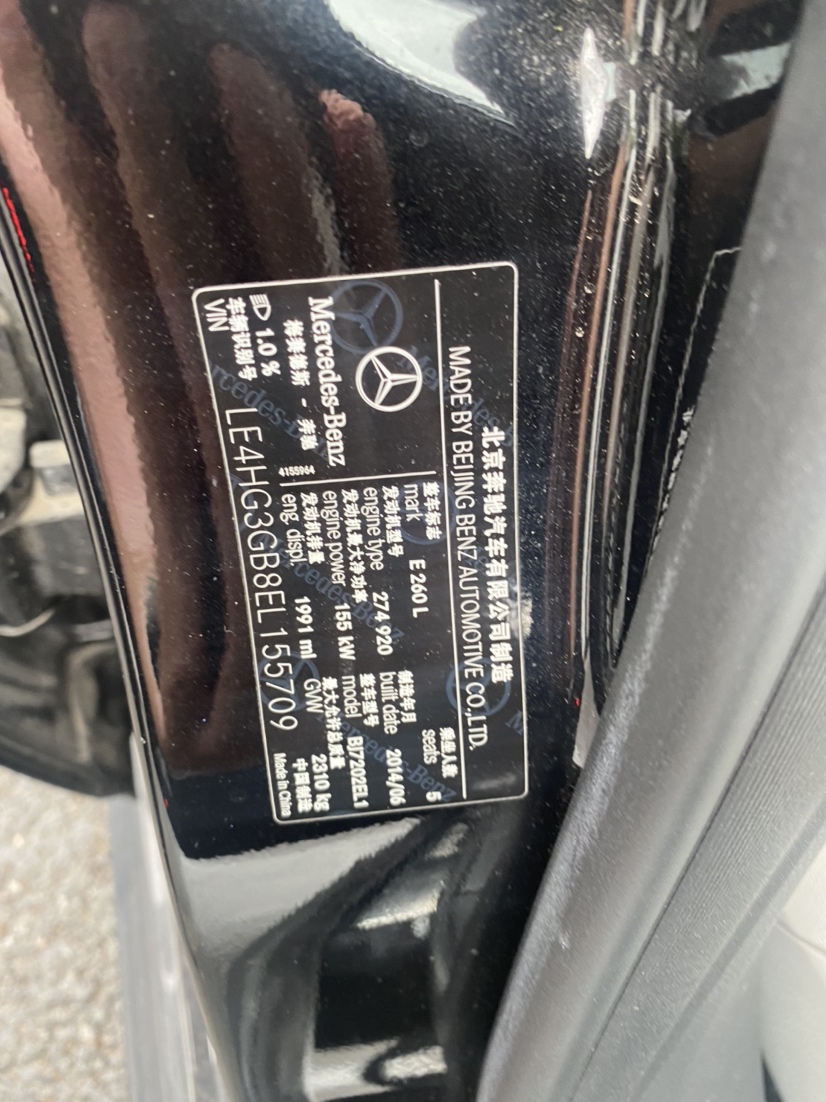 北京奔驰汽车有限公司制造
MADE BY BEIJING BENZ AUTOMOTIVE CO.,LTD.
乘坐人数
seats 5
整车标志
mark E 260 L
制造年月
built date 2014/06
发动机型号
engine type 274 920
整车型号
model BJ7202EL1
发动机最大净功率
engine power 155 kW
最大允许总质量
GVW 2310 kg
发动机排量
eng. displ 1991 ml
中国制造
Made in China
Mercedes-Benz
梅赛德斯 - 奔驰
4155944
1.0 %
车辆识别号
VIN LE4HG3GB8EL155709